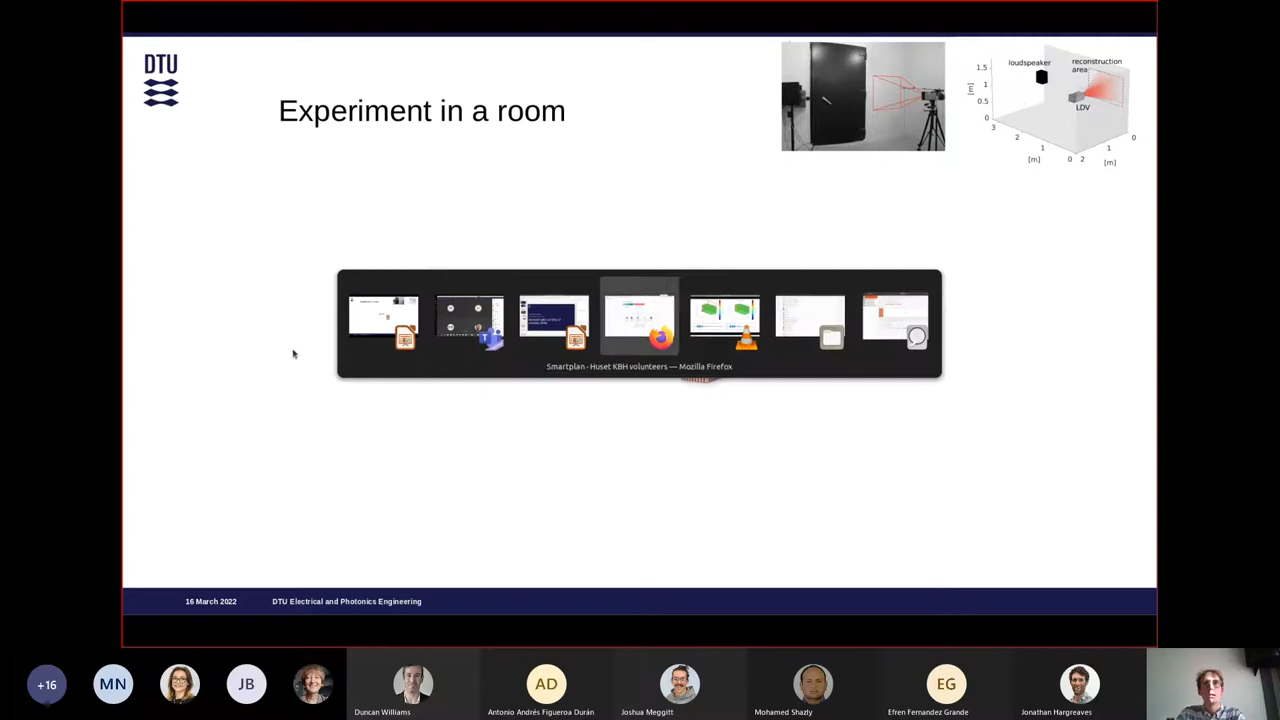 DTU
Experiment in a room
loudspeaker
reconstruction
area
LDV
1.5
1
0.5
0
[m]
3
2
1
0
[m]
2
1
0
[m]
Smartplan - Huset KBH volunteers — Mozilla Firefox
16 March 2022
DTU Electrical and Photonics Engineering
+16
MN
JB
AD
EG
Duncan Williams
Antonio Andrés Figueroa Durán
Joshua Meggitt
Mohamed Shazly
Efren Fernandez Grande
Jonathan Hargreaves